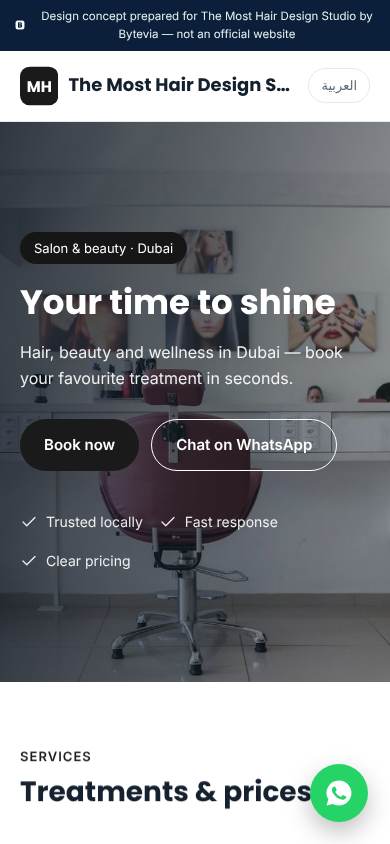 Design concept prepared for The Most Hair Design Studio by
Bytevia — not an official website
MH
The Most Hair Design S...
العربية
Salon & beauty · Dubai
Your time to shine
Hair, beauty and wellness in Dubai — book
your favourite treatment in seconds.
Book now
Chat on WhatsApp
Trusted locally
Fast response
Clear pricing
SERVICES
Treatments & prices